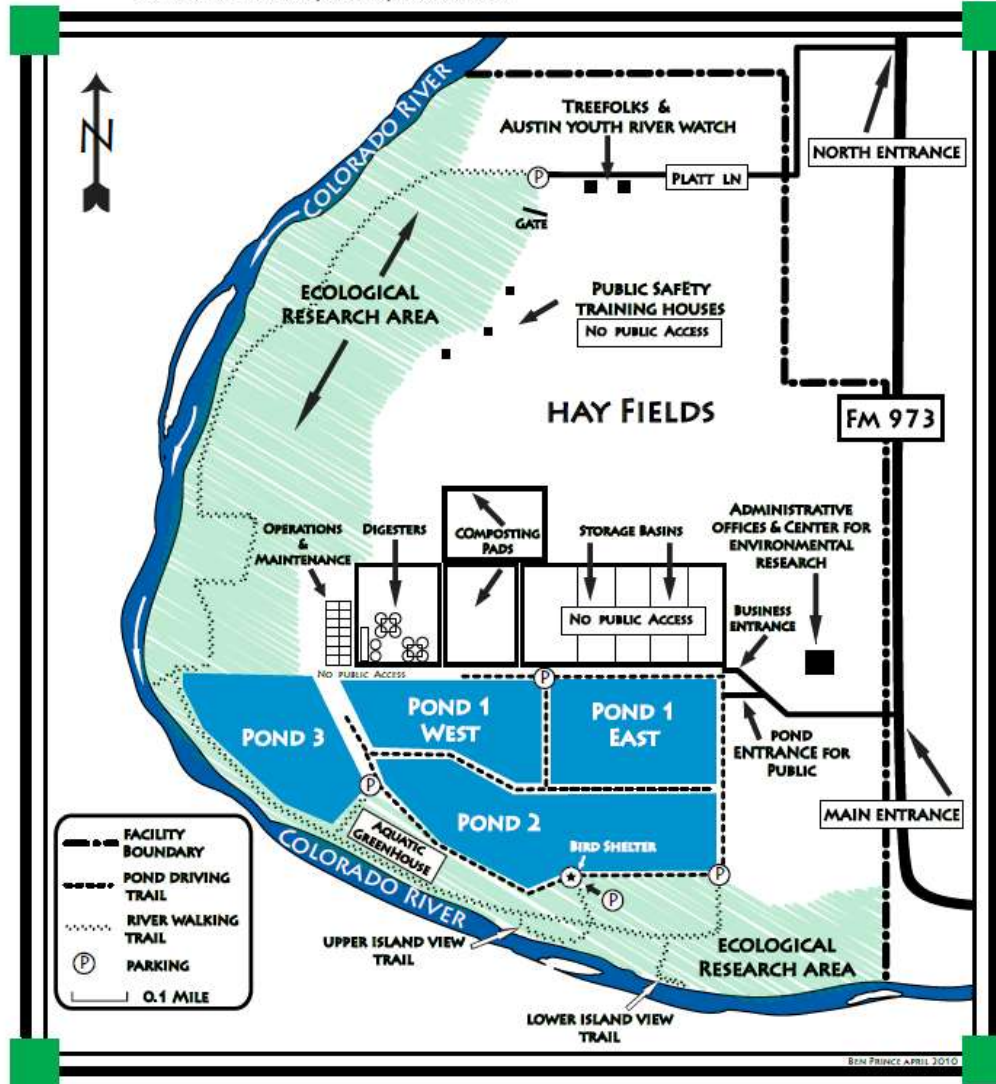 TREEFOLKS &
AUSTIN YOUTH RIVER WATCH
NORTH ENTRANCE
PLATT LN
COLORADO RIVER
N
P
GATE
ECOLOGICAL
RESEARCH AREA
PUBLIC SAFETY
TRAINING HOUSES
NO PUBLIC ACCESS
HAY FIELDS
FM 973
OPERATIONS
&
MAINTENANCE
DIGESTERS
COMPOSTING
PADS
STORAGE BASINS
NO PUBLIC ACCESS
ADMINISTRATIVE
OFFICES & CENTER FOR
ENVIRONMENTAL
RESEARCH
BUSINESS
ENTRANCE
NO PUBLIC ACCESS
P
POND 3
POND 1
WEST
POND 1
EAST
POND
ENTRANCE FOR
PUBLIC
MAIN ENTRANCE
P
POND 2
AQUATIC
GREENHOUSE
BIRD SHELTER
P
P
COLORADO RIVER
UPPER ISLAND VIEW
TRAIL
ECOLOGICAL
RESEARCH AREA
LOWER ISLAND VIEW
TRAIL
FACILITY
BOUNDARY
POND DRIVING
TRAIL
RIVER WALKING
TRAIL
P PARKING
0.1 MILE
BEN PRINCE APRIL 2010